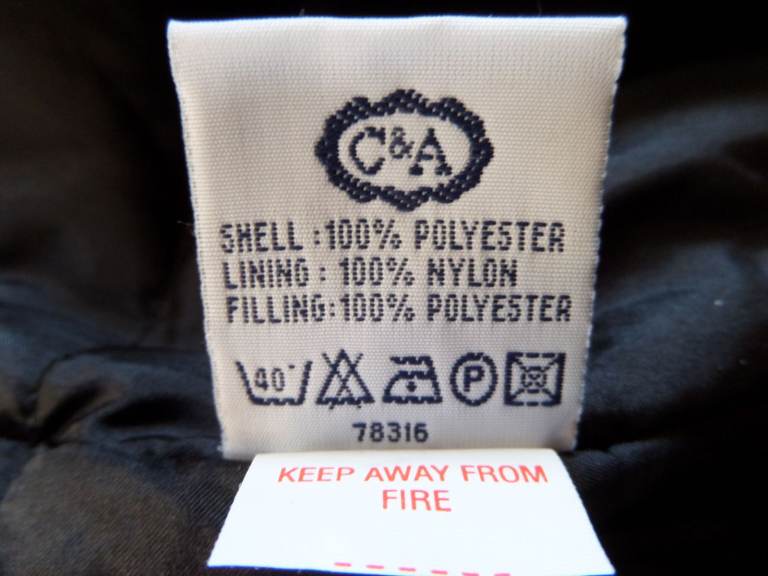 C&A
SHELL : 100% POLYESTER
LINING : 100% NYLON
FILLING : 100% POLYESTER
40°
P
78316
KEEP AWAY FROM
FIRE